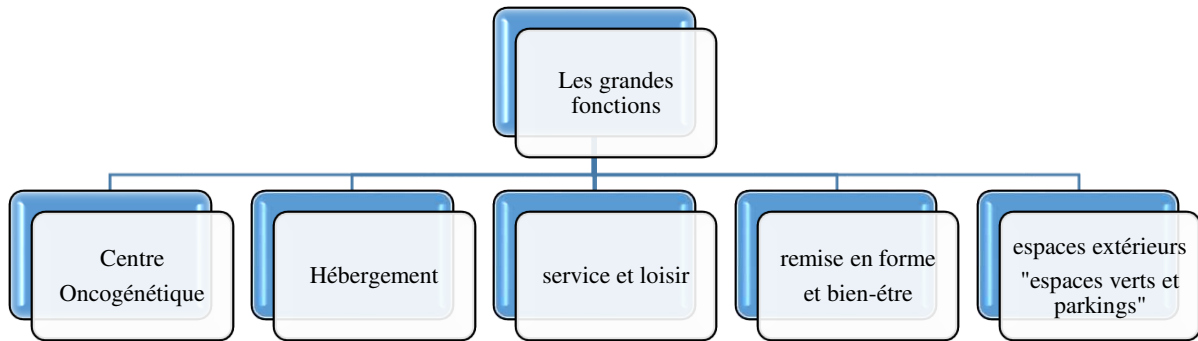 Les grandes
fonctions
Centre
Oncogénétique
Hébergement
service et loisir
remise en forme
et bien-étre
espaces extérieurs
"espaces verts et
parkings"